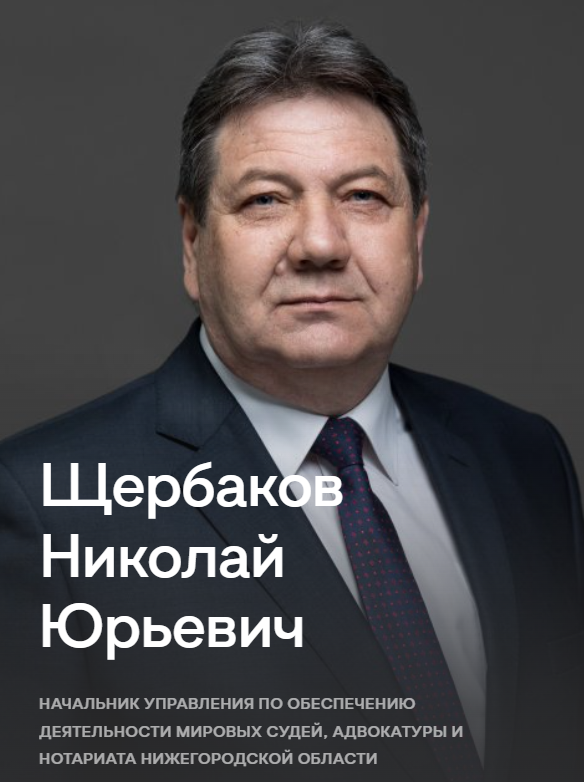 Щербаков
Николай
Юрьевич
НАЧАЛЬНИК УПРАВЛЕНИЯ ПО ОБЕСПЕЧЕНИЮ
ДЕЯТЕЛЬНОСТИ МИРОВЫХ СУДЕЙ, АДВОКАТУРЫ И
НОТАРИАТА НИЖЕГОРОДСКОЙ ОБЛАСТИ